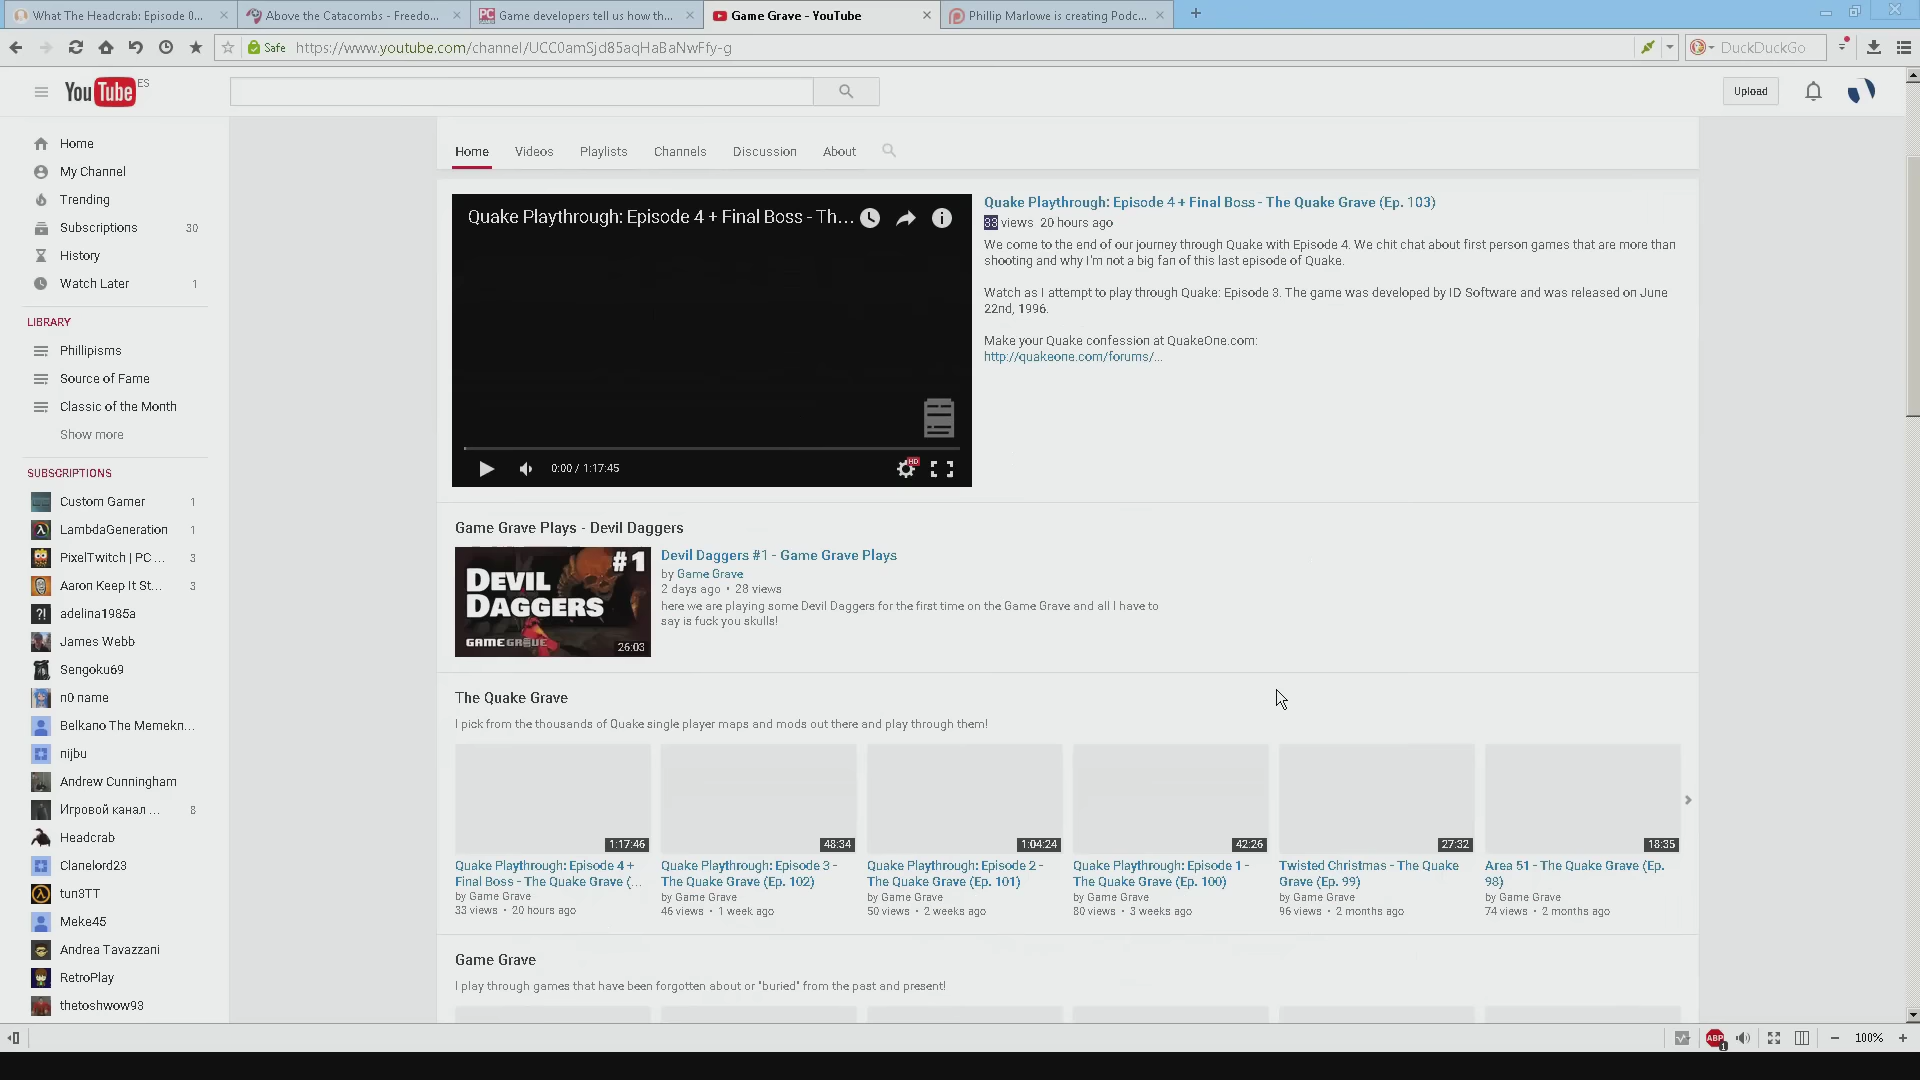 What The Headcrab: Episode 0...
Above the Catacombs - Freedo...
Game developers tell us how th...
Game Grave - YouTube
Phillip Marlowe is creating Podc...
Safe
https://www.youtube.com/channel/UCC0amSjd85aqHaBaNwFfy-g
DuckDuckGo
YouTube ES
Upload
Home
My Channel
Trending
Subscriptions 30
History
Watch Later 1
LIBRARY
Phillipisms
Source of Fame
Classic of the Month
Show more
SUBSCRIPTIONS
Custom Gamer 1
LambdaGeneration 1
PixelTwitch | PC ... 3
Aaron Keep It St... 3
adelina1985a
James Webb
Sengoku69
n0 name
Belkano The Memekn...
nijbu
Andrew Cunningham
Игровой канал ... 8
Headcrab
Clanelord23
tun3TT
Meke45
Andrea Tavazzani
RetroPlay
thetoshwow93
Home Videos Playlists Channels Discussion About
Quake Playthrough: Episode 4 + Final Boss - Th...
0:00 / 1:17:45
HD
Quake Playthrough: Episode 4 + Final Boss - The Quake Grave (Ep. 103)
33 views 20 hours ago
We come to the end of our journey through Quake with Episode 4. We chit chat about first person games that are more than
shooting and why I'm not a big fan of this last episode of Quake.
Watch as I attempt to play through Quake: Episode 3. The game was developed by ID Software and was released on June
22nd, 1996.
Make your Quake confession at QuakeOne.com:
http://quakeone.com/forums/...
Game Grave Plays - Devil Daggers
#1
DEVIL
DAGGERS
GAMEGRAVE
26:03
Devil Daggers #1 - Game Grave Plays
by Game Grave
2 days ago • 28 views
here we are playing some Devil Daggers for the first time on the Game Grave and all I have to
say is fuck you skulls!
The Quake Grave
I pick from the thousands of Quake single player maps and mods out there and play through them!
1:17:46
Quake Playthrough: Episode 4 +
Final Boss - The Quake Grave (...
by Game Grave
33 views • 20 hours ago
48:34
Quake Playthrough: Episode 3 -
The Quake Grave (Ep. 102)
by Game Grave
46 views • 1 week ago
1:04:24
Quake Playthrough: Episode 2 -
The Quake Grave (Ep. 101)
by Game Grave
50 views • 2 weeks ago
42:26
Quake Playthrough: Episode 1 -
The Quake Grave (Ep. 100)
by Game Grave
80 views • 3 weeks ago
27:32
Twisted Christmas - The Quake
Grave (Ep. 99)
by Game Grave
96 views • 2 months ago
18:35
Area 51 - The Quake Grave (Ep.
98)
by Game Grave
74 views • 2 months ago
Game Grave
I play through games that have been forgotten about or "buried" from the past and present!
ABP
1
100%